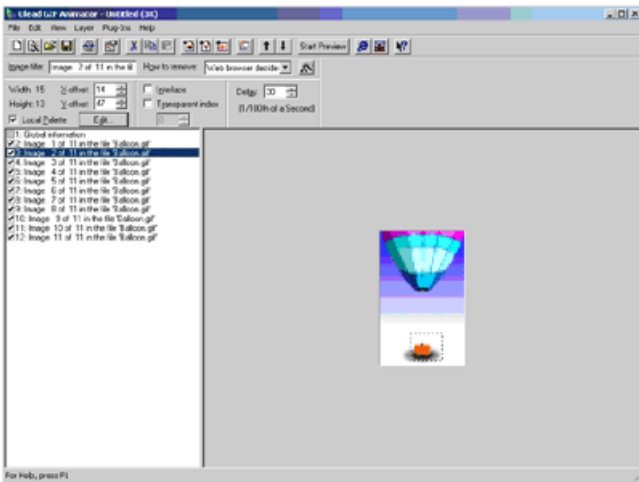 Ulead GIF Animator - Untitled (3K)
File Edit View Layer Plug-Ins Help
Start Preview
Image title: Image 2 of 11 in the fil How to remove: Web browser decide
Width: 15 X-offset: 14 Interlace Delay: 30
Height: 13 Y-offset: 47 Transparent index (1/100th of a Second)
Local Palette Edit... 0
1: Global information
2: Image 1 of 11 in the file 'Balloon.gif'
3: Image 2 of 11 in the file 'Balloon.gif'
4: Image 3 of 11 in the file 'Balloon.gif'
5: Image 4 of 11 in the file 'Balloon.gif'
6: Image 5 of 11 in the file 'Balloon.gif'
7: Image 6 of 11 in the file 'Balloon.gif'
8: Image 7 of 11 in the file 'Balloon.gif'
9: Image 8 of 11 in the file 'Balloon.gif'
10: Image 9 of 11 in the file 'Balloon.gif'
11: Image 10 of 11 in the file 'Balloon.gif'
12: Image 11 of 11 in the file 'Balloon.gif'
For Help, press F1